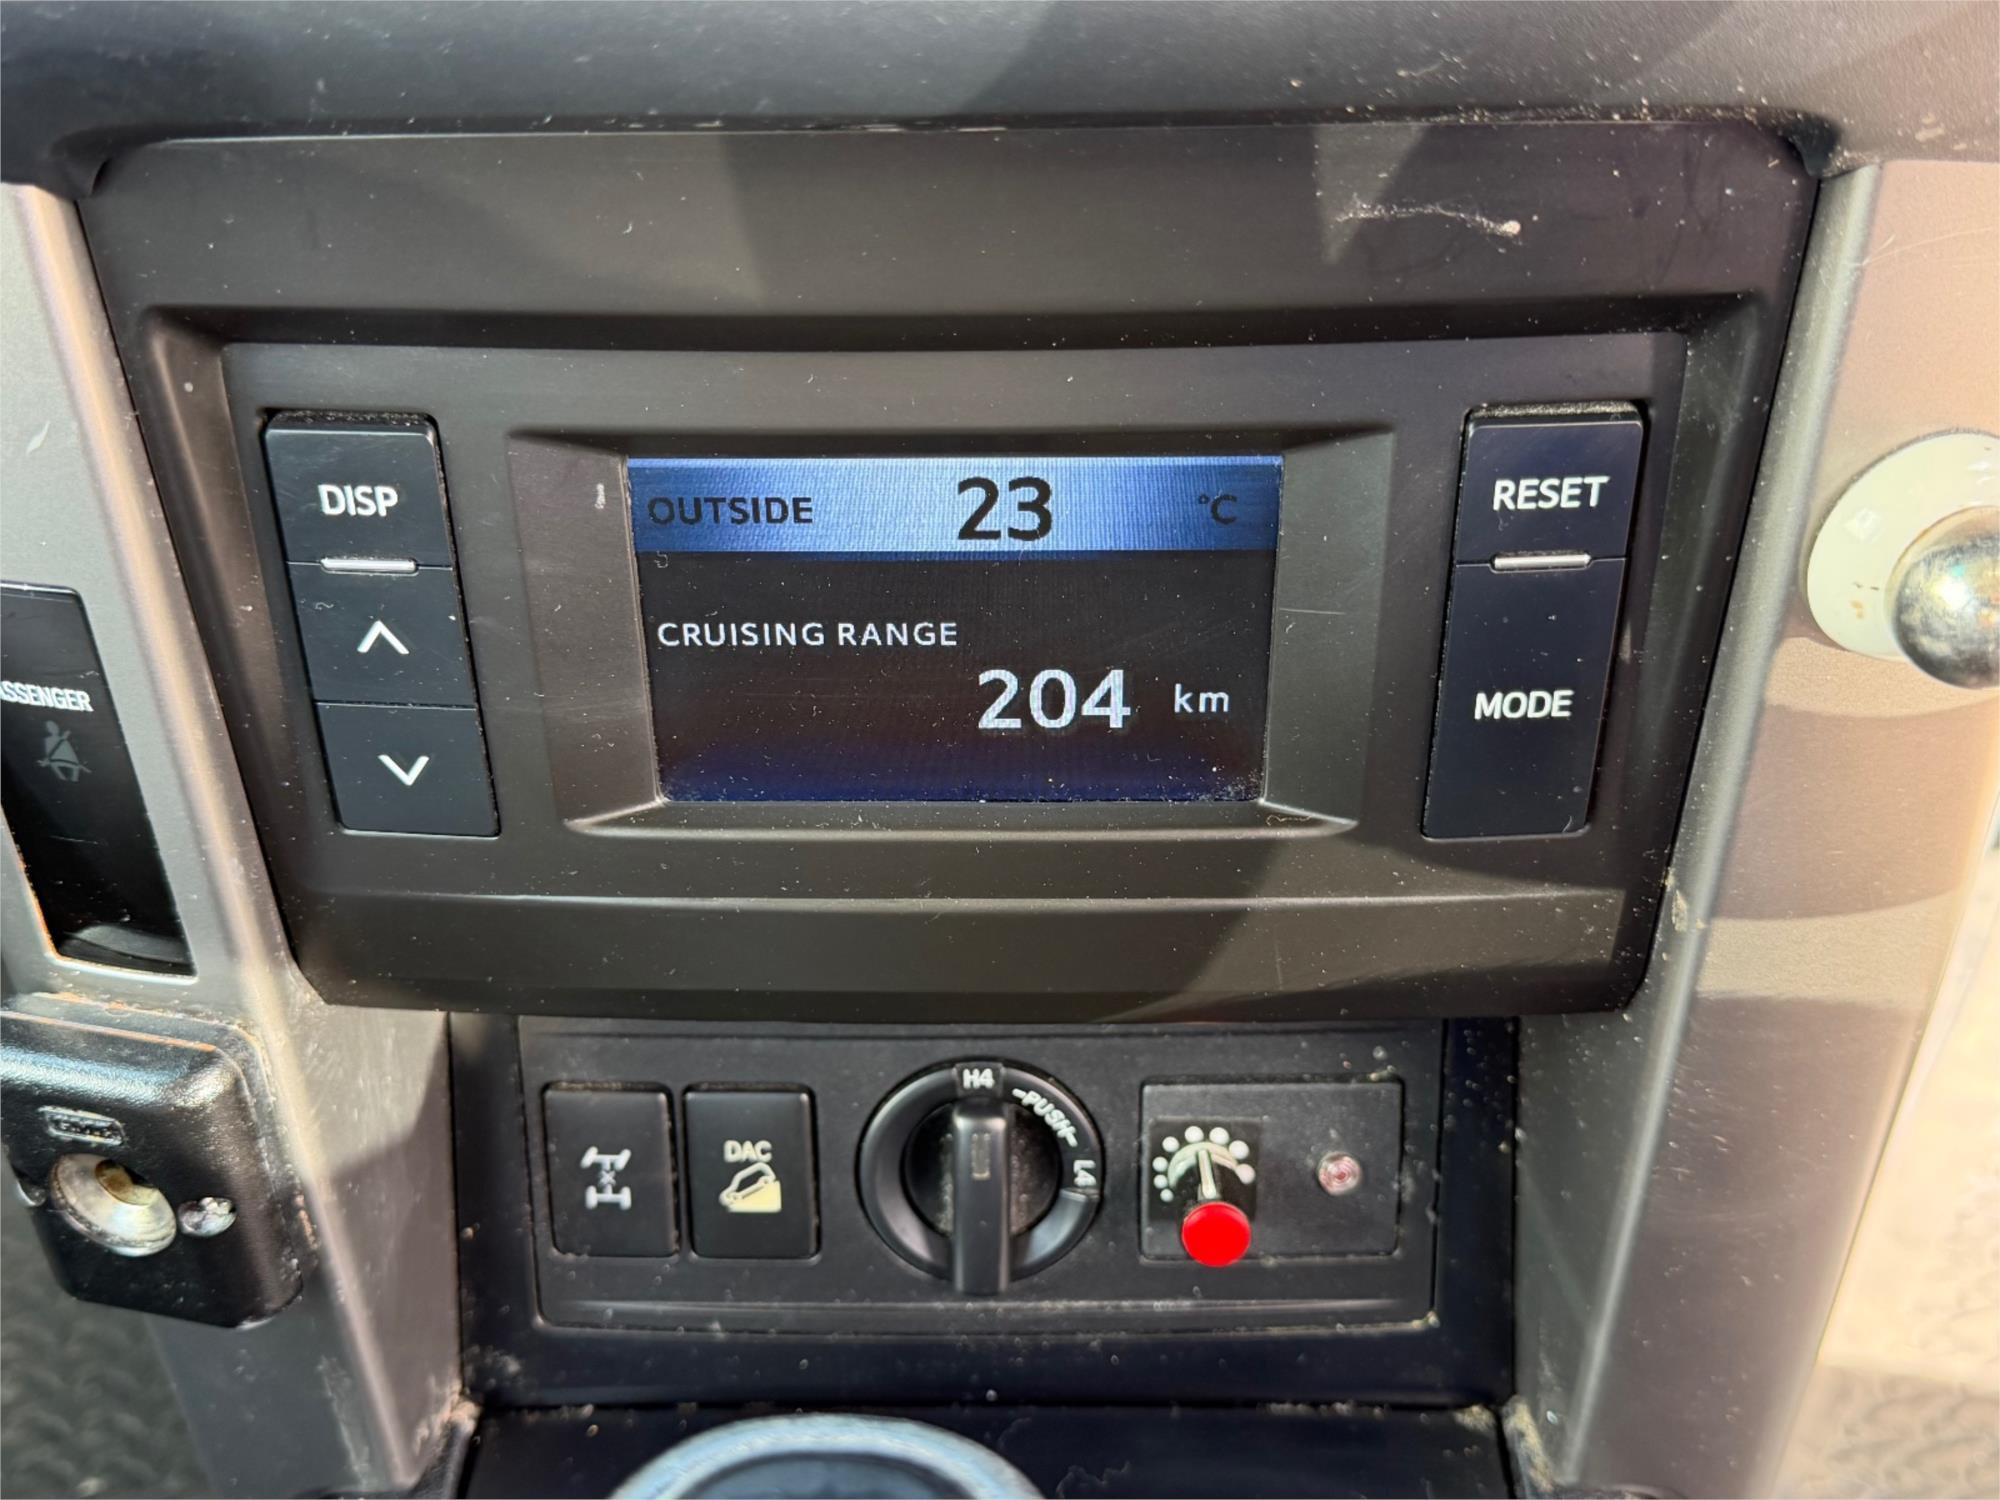 DISP
OUTSIDE 23 °C
RESET
CRUISING RANGE
204 km
MODE
ASSENGER
H4
-PUSH-
L4
DAC